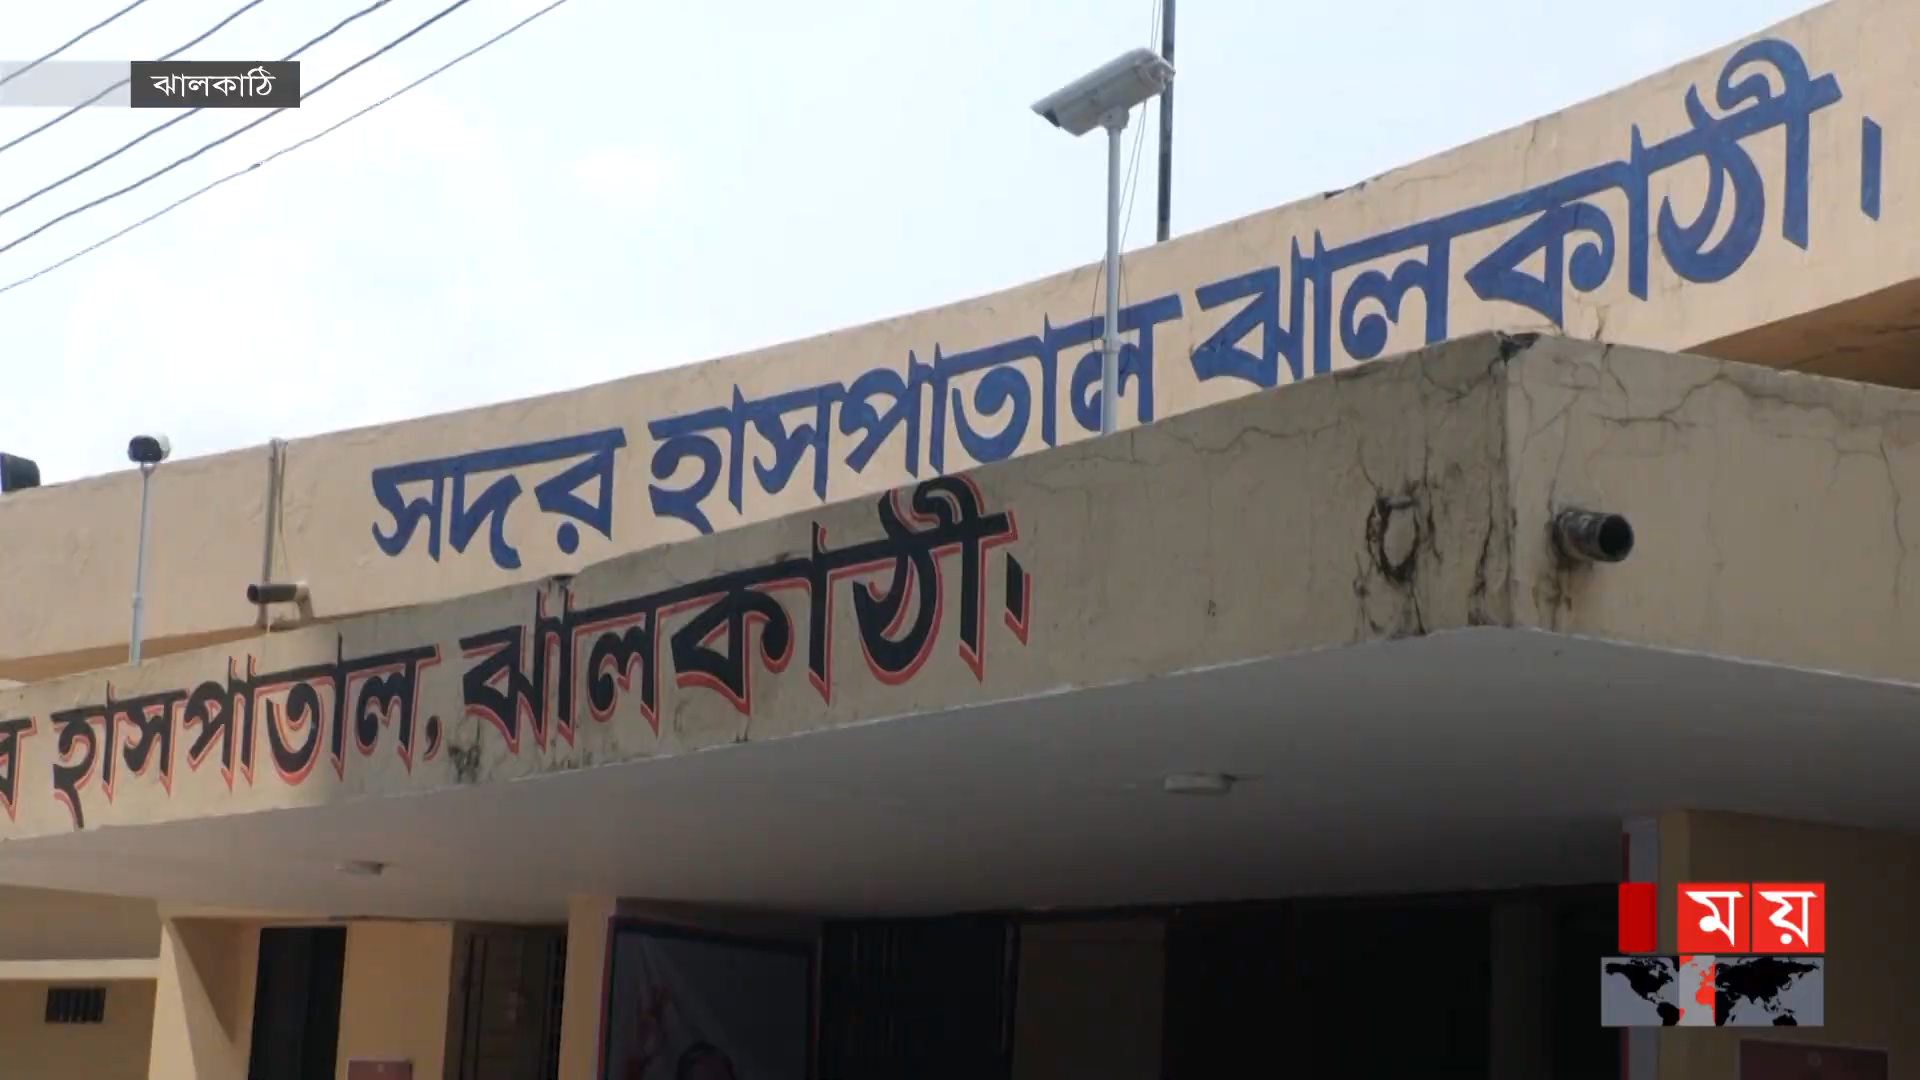 ঝালকাঠি
সদর হাসপাতাল ঝালকাঠী।
হাসপাতাল, ঝালকাঠী।
ময়